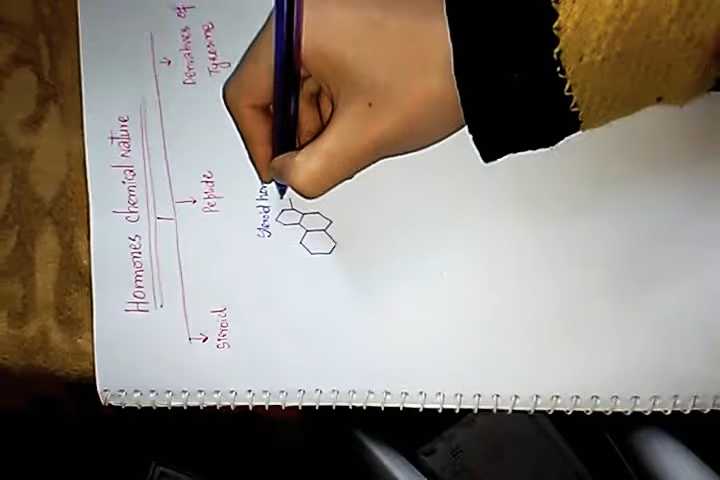 Hormones chemical Nature
Steroid
Peptide
Derivatives of
Tyrosine
Steroid hor